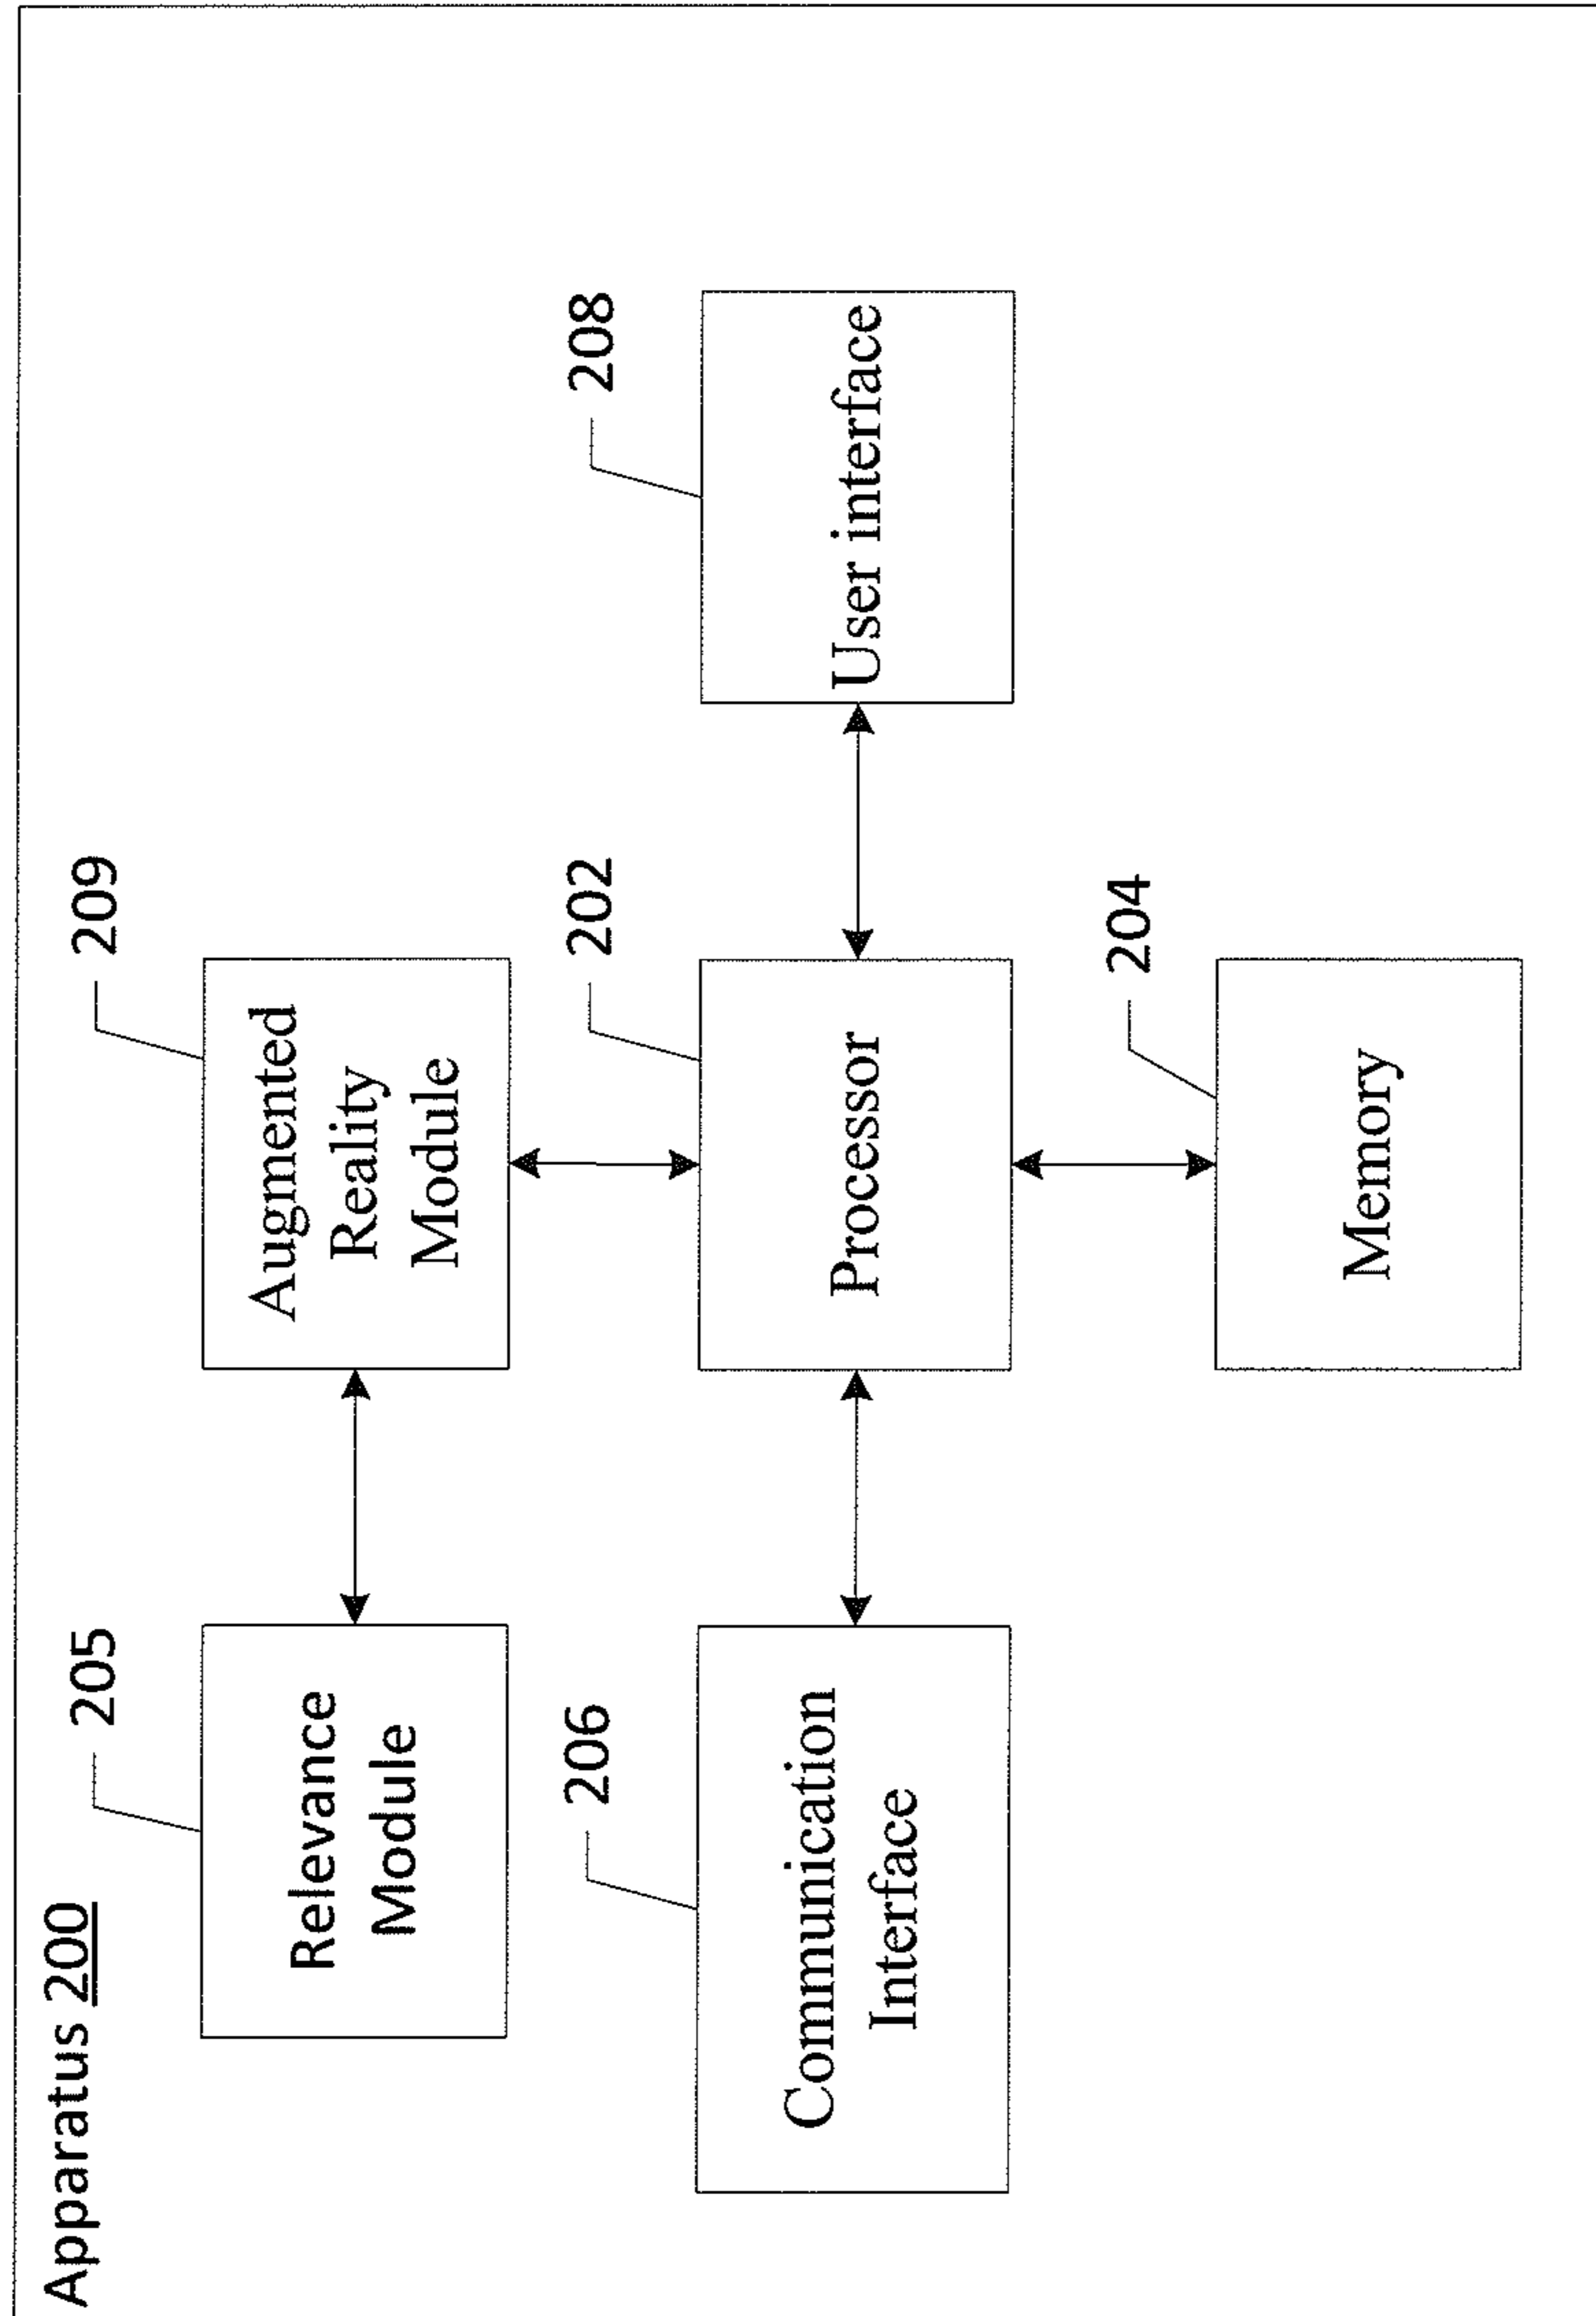 Apparatus 200
205
209
Relevance
Module
Augmented
Reality
Module
206
202
208
Communication
Interface
Processor
User interface
204
Memory